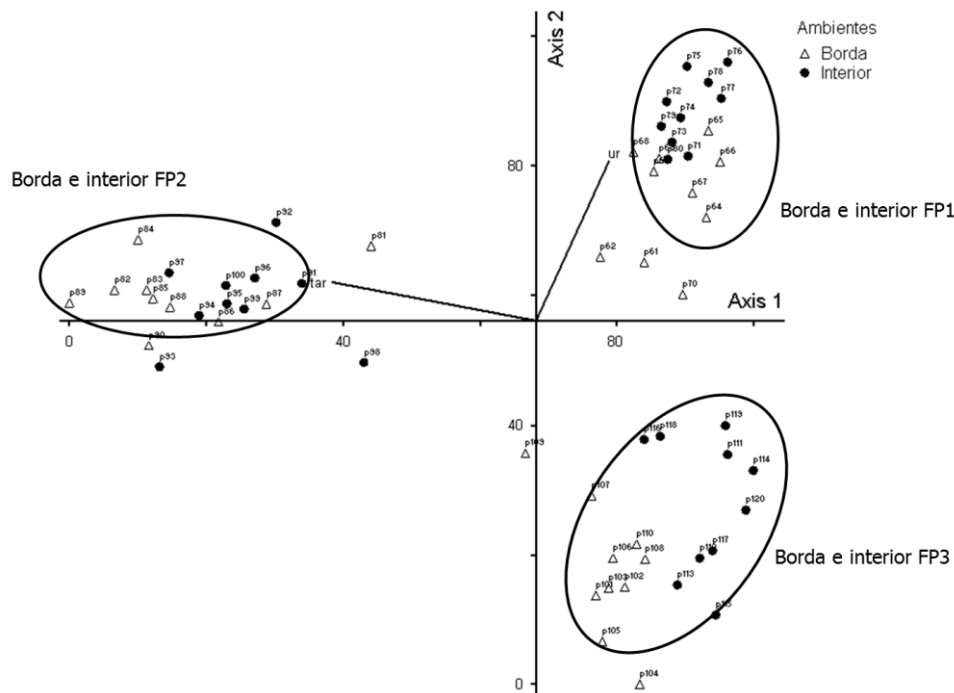 Axis 2
Ambientes
Borda
Interior
p75
p76
p78
p77
p72
p74
p79
p65
p73
p68
p80
p71
p66
ur
80
p67
p64
Borda e interior FP1
Borda e interior FP2
p92
p81
p84
p62
p61
p97
p96
p91
tar
p100
p70
Axis 1
p82
p83
p85
p89
p88
p95
p99
p87
p94
p86
p90
p93
0
40
80
p98
40
p119
p116
p118
p109
p111
p114
p107
p120
p110
p106
p108
p117
p103
p102
p113
p101
p115
Borda e interior FP3
p105
p104
0